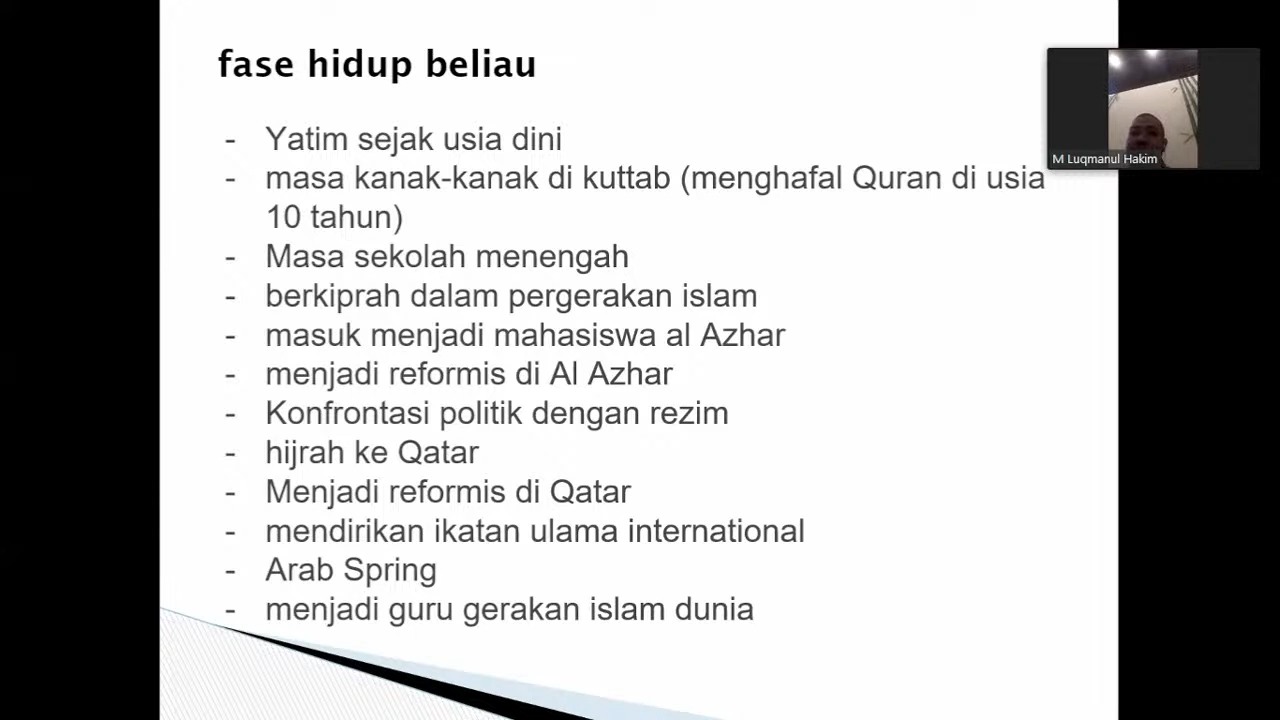 fase hidup beliau
- Yatim sejak usia dini
- masa kanak-kanak di kuttab (menghafal Quran di usia
10 tahun)
- Masa sekolah menengah
- berkiprah dalam pergerakan islam
- masuk menjadi mahasiswa al Azhar
- menjadi reformis di Al Azhar
- Konfrontasi politik dengan rezim
- hijrah ke Qatar
- Menjadi reformis di Qatar
- mendirikan ikatan ulama international
- Arab Spring
- menjadi guru gerakan islam dunia
M Luqmanul Hakim